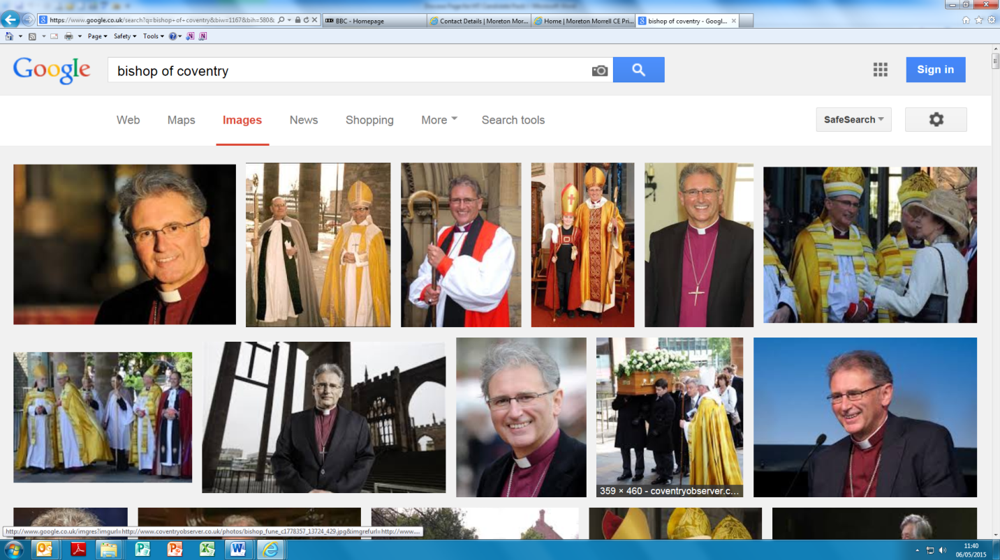 https://www.google.co.uk/search?q=bishop+of+coventry&biw=1167&bih=580&
BBC - Homepage
Contact Details | Moreton Mor...
Home | Moreton Morrell CE Pri...
bishop of coventry - Googl...
Page
Safety
Tools
Google
bishop of coventry
Sign in
Web
Maps
Images
News
Shopping
More
Search tools
SafeSearch
359 × 460 - coventryobserver.c...
http://www.google.co.uk/imgres?imgurl=http://www.coventryobserver.co.uk/photos/bishop_fune_c1778357_13724_429.jpg&imgrefurl=http://www....
11:40
06/05/2015